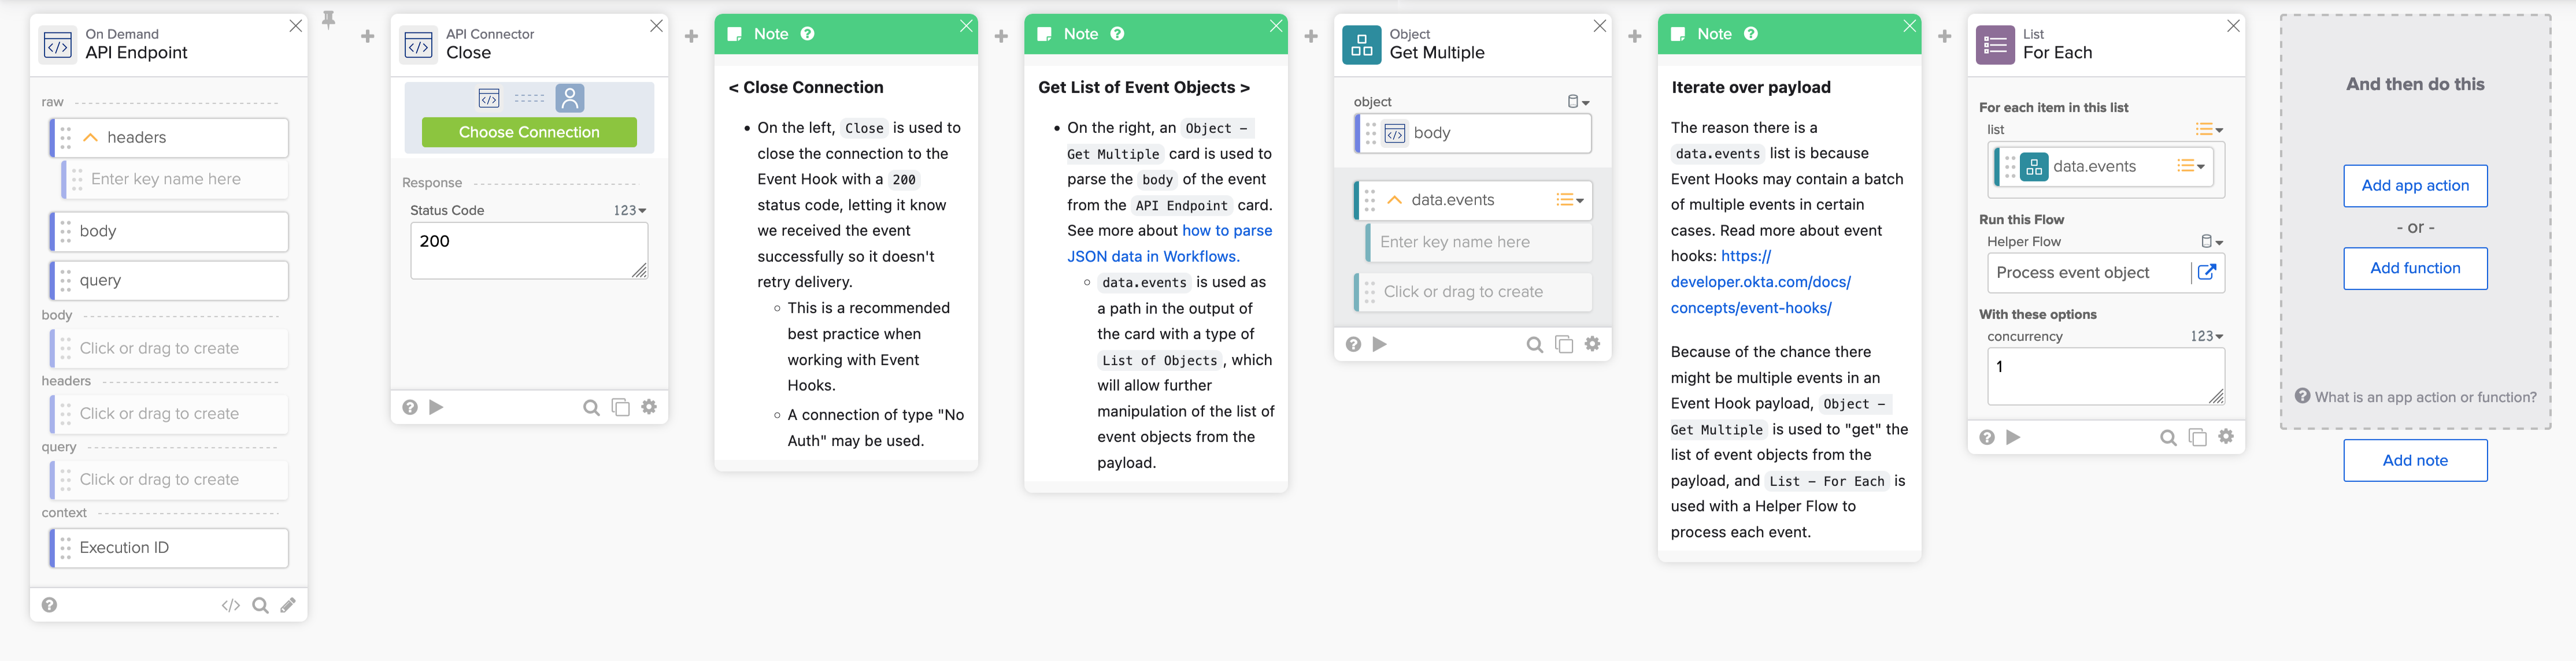 On Demand
API Endpoint
raw
headers
Enter key name here
body
query
body
Click or drag to create
headers
Click or drag to create
query
Click or drag to create
context
Execution ID
API Connector
Close
Choose Connection
Response
Status Code
123
200
Note
< Close Connection
• On the left, Close is used to
close the connection to the
Event Hook with a 200
status code, letting it know
we received the event
successfully so it doesn't
retry delivery.
◦ This is a recommended
best practice when
working with Event
Hooks.
◦ A connection of type "No
Auth" may be used.
Note
Get List of Event Objects >
• On the right, an Object –
Get Multiple card is used to
parse the body of the event
from the API Endpoint card.
See more about how to parse
JSON data in Workflows.
◦ data.events is used as
a path in the output of
the card with a type of
List of Objects, which
will allow further
manipulation of the list of
event objects from the
payload.
Object
Get Multiple
object
body
data.events
Enter key name here
Click or drag to create
Note
Iterate over payload
The reason there is a
data.events list is because
Event Hooks may contain a batch
of multiple events in certain
cases. Read more about event
hooks: https://
developer.okta.com/docs/
concepts/event-hooks/
Because of the chance there
might be multiple events in an
Event Hook payload, Object –
Get Multiple is used to "get" the
list of event objects from the
payload, and List – For Each is
used with a Helper Flow to
process each event.
List
For Each
For each item in this list
list
data.events
Run this Flow
Helper Flow
Process event object
With these options
concurrency
123
1
And then do this
Add app action
- or -
Add function
What is an app action or function?
Add note